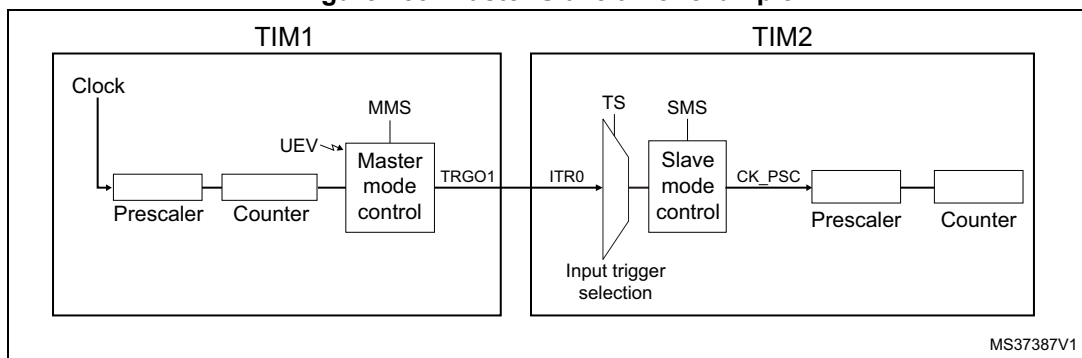 TIM1
TIM2
Clock
MMS
TS
SMS
UEV
Master
mode
control
TRGO1
ITR0
Slave
mode
control
CK_PSC
Prescaler
Counter
Prescaler
Counter
Input trigger
selection
MS37387V1